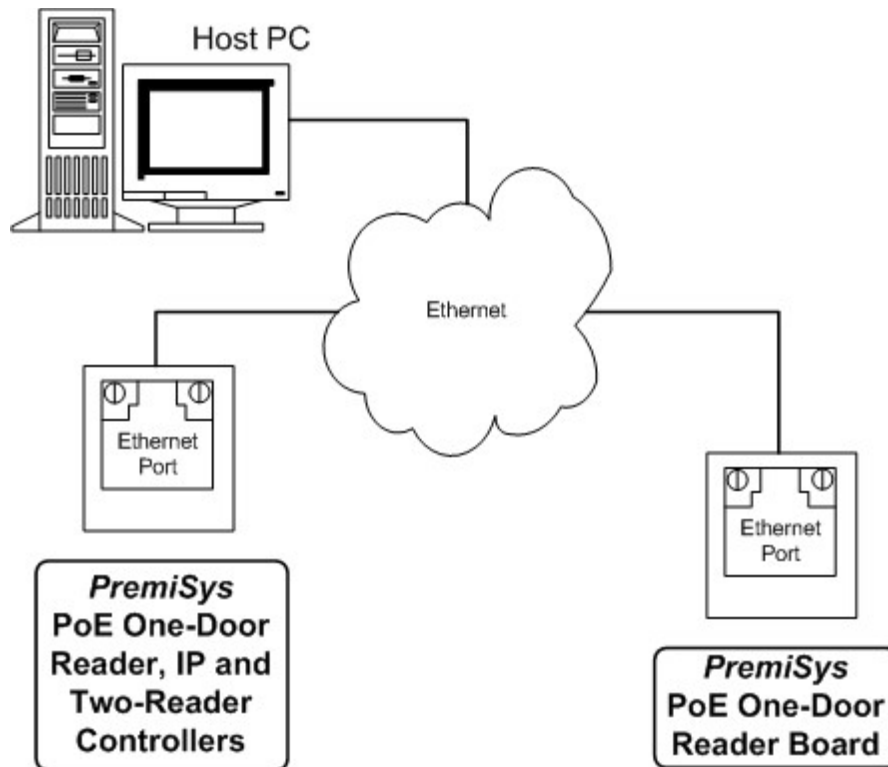 Host PC
Ethernet
Ethernet
Port
Ethernet
Port
PremiSys
PoE One-Door
Reader, IP and
Two-Reader
Controllers
PremiSys
PoE One-Door
Reader Board